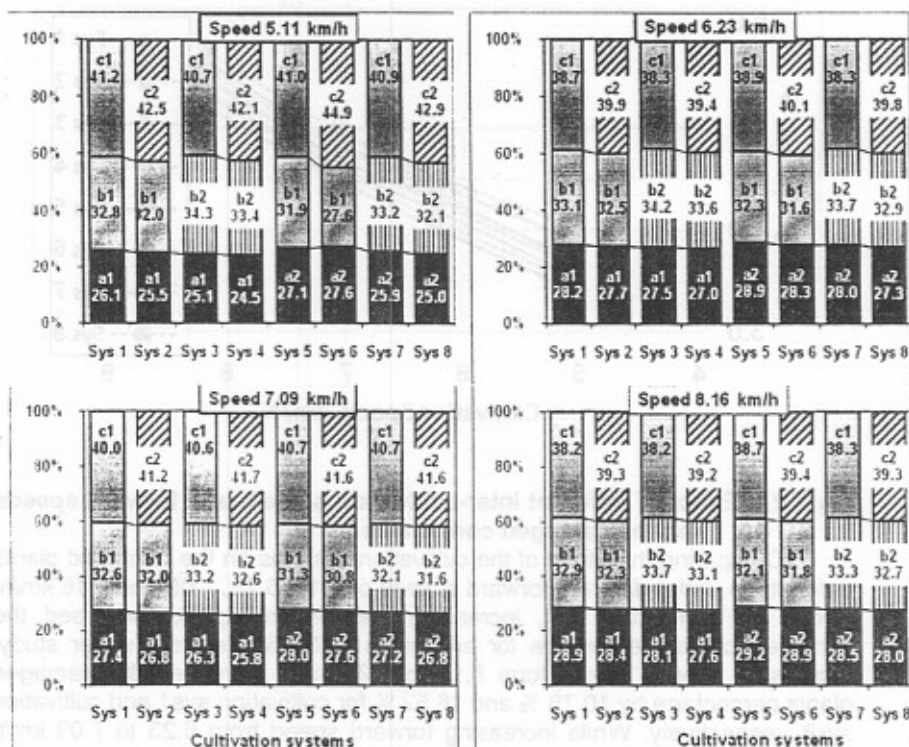 Speed 5.11 km/h
100%
80%
60%
40%
20%
0%
c1 c1 c1 c1
41.2 40.7 41.0 40.9
c2 c2 c2 c2
42.5 42.1 44.9 42.9
b1 b1 b2 b2 b1 b1 b2 b2
32.8 32.0 34.3 33.4 31.9 27.6 33.2 32.1
a1 a1 a1 a1 a2 a2 a2 a2
26.1 25.5 25.1 24.5 27.1 27.6 25.9 25.0
Sys 1 Sys 2 Sys 3 Sys 4 Sys 5 Sys 6 Sys 7 Sys 8
Speed 6.23 km/h
100%
80%
60%
40%
20%
0%
c1 c1 c1 c1
38.7 38.3 38.9 38.3
c2 c2 c2 c2
39.9 39.4 40.1 39.8
b1 b1 b2 b2 b1 b1 b2 b2
33.1 32.5 34.2 33.6 32.3 31.6 33.7 32.9
a1 a1 a1 a1 a2 a2 a2 a2
28.2 27.7 27.5 27.0 28.9 28.3 28.0 27.3
Sys 1 Sys 2 Sys 3 Sys 4 Sys 5 Sys 6 Sys 7 Sys 8
Speed 7.09 km/h
100%
80%
60%
40%
20%
0%
c1 c1 c1 c1
40.0 40.6 40.7 40.7
c2 c2 c2 c2
41.2 41.7 41.6 41.6
b1 b1 b2 b2 b1 b1 b2 b2
32.6 32.0 33.2 32.6 31.3 30.8 32.1 31.6
a1 a1 a1 a1 a2 a2 a2 a2
27.4 26.8 26.3 25.8 28.0 27.6 27.2 26.8
Sys 1 Sys 2 Sys 3 Sys 4 Sys 5 Sys 6 Sys 7 Sys 8
Cultivation systems
Speed 8.16 km/h
100%
80%
60%
40%
20%
0%
c1 c1 c1 c1
38.2 38.2 38.7 38.3
c2 c2 c2 c2
39.3 39.2 39.4 39.3
b1 b1 b2 b2 b1 b1 b2 b2
32.9 32.3 33.7 33.1 32.1 31.8 33.3 32.7
a1 a1 a1 a1 a2 a2 a2 a2
28.9 28.4 28.1 27.6 29.2 28.9 28.5 28.0
Sys 1 Sys 2 Sys 3 Sys 4 Sys 5 Sys 6 Sys 7 Sys 8
Cultivation systems